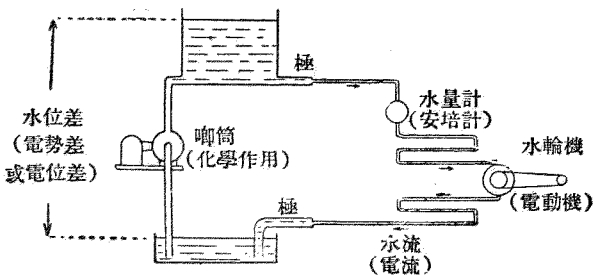 極
水量計
(安培計)
水位差
(電勢差
或電位差)
喞筒
(化學作用)
水輪機
(電動機)
極
水流
(電流)